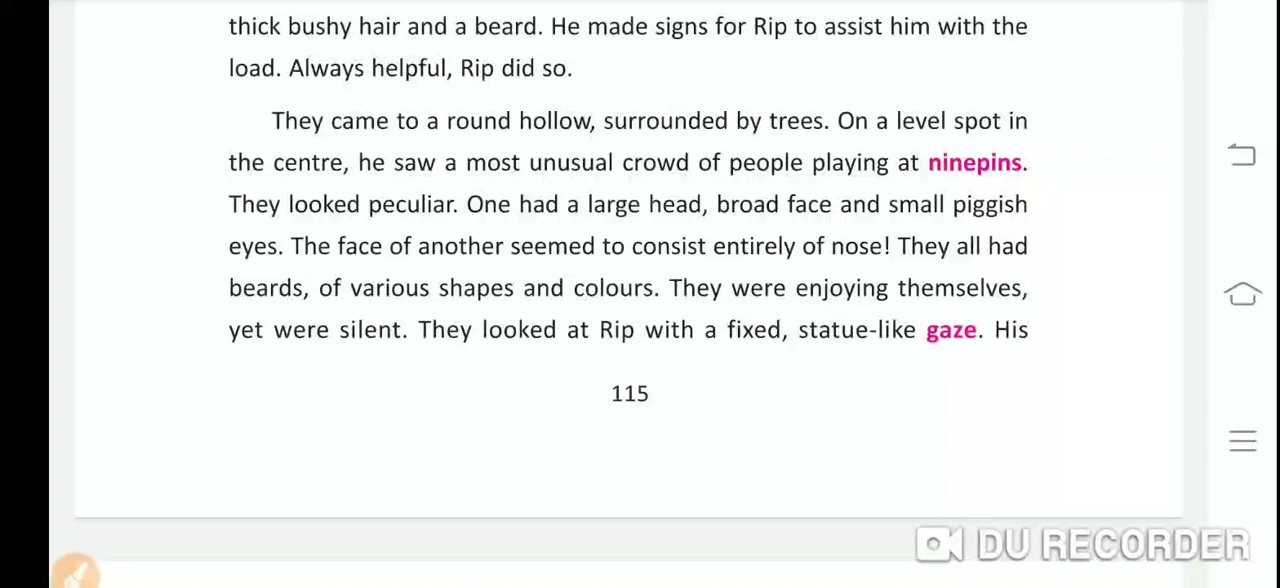 thick bushy hair and a beard. He made signs for Rip to assist him with the
load. Always helpful, Rip did so.
They came to a round hollow, surrounded by trees. On a level spot in
the centre, he saw a most unusual crowd of people playing at ninepins.
They looked peculiar. One had a large head, broad face and small piggish
eyes. The face of another seemed to consist entirely of nose! They all had
beards, of various shapes and colours. They were enjoying themselves,
yet were silent. They looked at Rip with a fixed, statue-like gaze. His
115
DU RECORDER